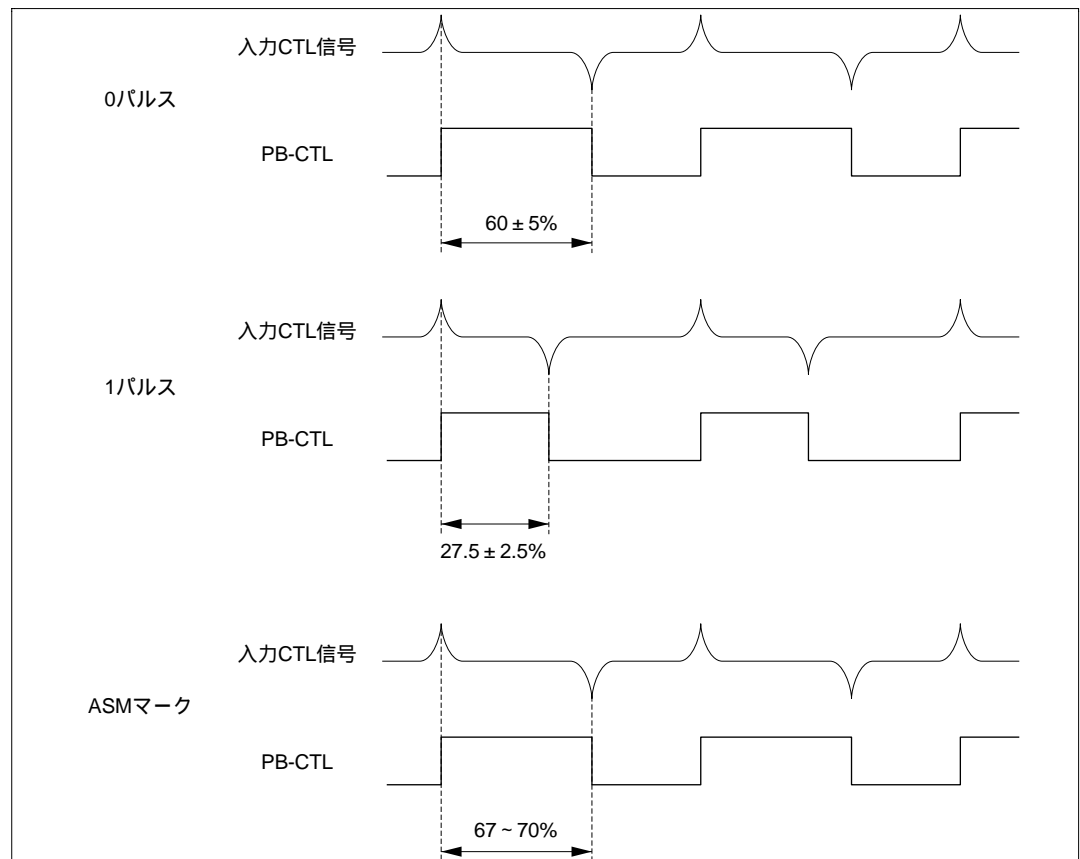 入力CTL信号
0パルス
PB-CTL
60±5%
入力CTL信号
1パルス
PB-CTL
27.5±2.5%
入力CTL信号
ASMマーク
PB-CTL
67~70%